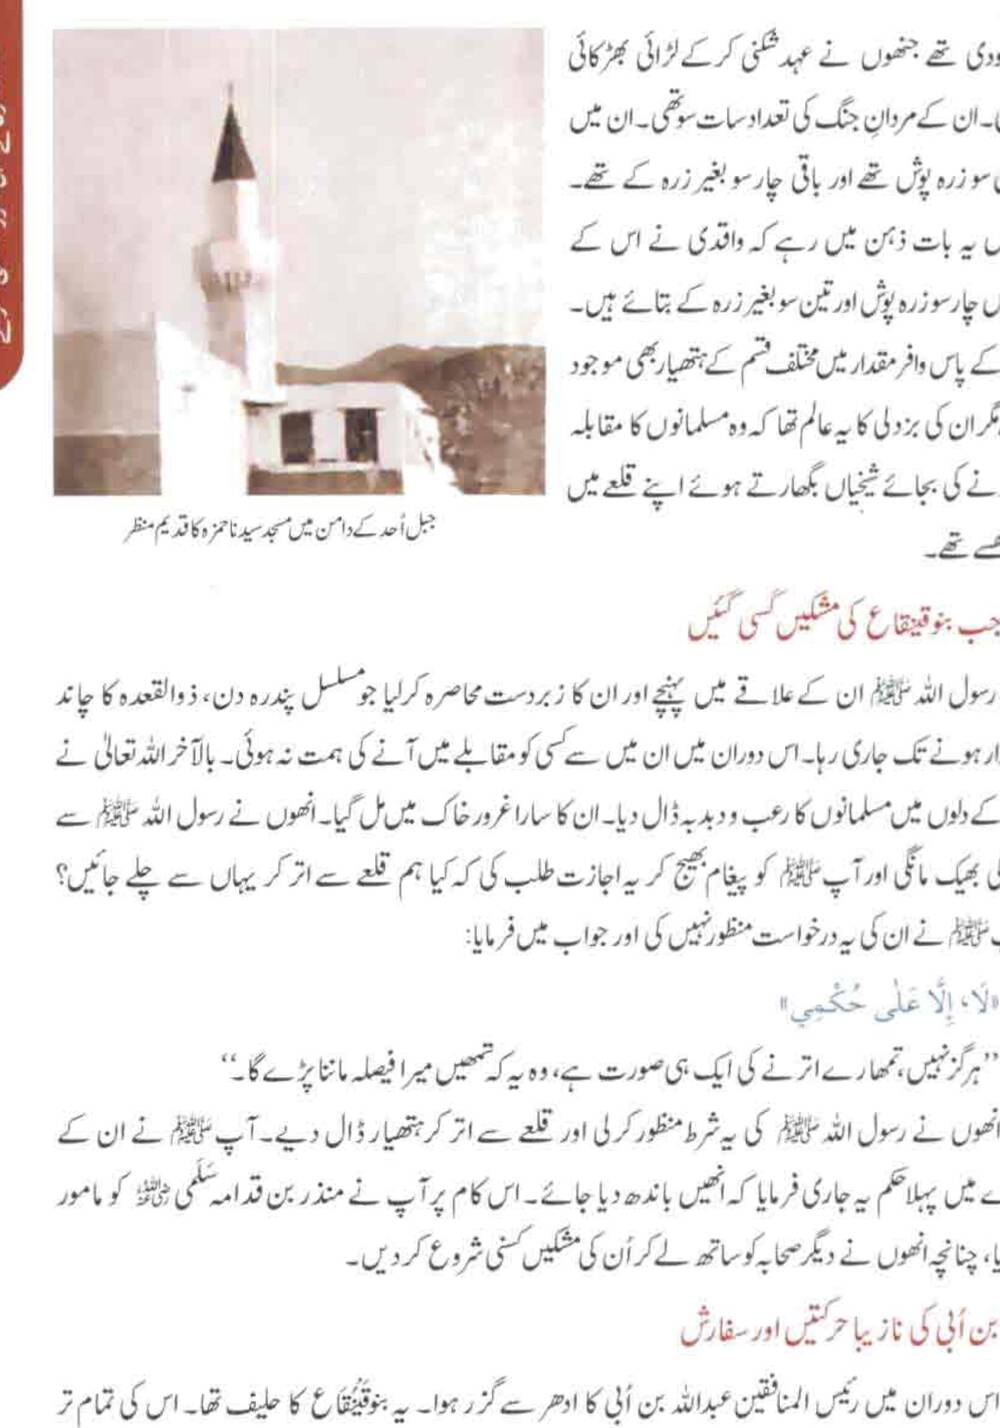 تھے جنھوں نے عہد شکنی کر کے لڑائی بھڑکائی
ان کے مردانِ جنگ کی تعداد سات سو تھی۔ ان میں
سو زرہ پوش تھے اور باقی چار سو بغیر زرہ کے تھے۔
یہ بات ذہن میں رہے کہ واقدی نے اس کے
چار سو زرہ پوش اور تین سو بغیر زرہ کے بتائے ہیں۔
کے پاس وافر مقدار میں مختلف قسم کے ہتھیار بھی موجود
مگر ان کی بزدلی کا یہ عالم تھا کہ وہ مسلمانوں کا مقابلہ
نے کی بجائے شیخیاں بگھارتے ہوئے اپنے قلعے میں
تھے۔
جبل اُحد کے دامن میں مسجد سیدنا حمزہ کا قدیم منظر
جب بنو قینقاع کی مشکیں کسی گئیں
رسول اللہ ﷺ ان کے علاقے میں پہنچے اور ان کا زبردست محاصرہ کر لیا جو مسلسل پندرہ دن، ذوالقعدہ کا چاند
ہونے تک جاری رہا۔ اس دوران میں ان میں سے کسی کو مقابلے میں آنے کی ہمت نہ ہوئی۔ بالآخر اللہ تعالیٰ نے
کے دلوں میں مسلمانوں کا رعب و دبدبہ ڈال دیا۔ ان کا سارا غرور خاک میں مل گیا۔ انھوں نے رسول اللہ ﷺ سے
کی بھیک مانگی اور آپ ﷺ کو پیغام بھیج کر یہ اجازت طلب کی کہ کیا ہم قلعے سے اتر کر یہاں سے چلے جائیں؟
ﷺ نے ان کی یہ درخواست منظور نہیں کی اور جواب میں فرمایا:
«لَا، إِلَّا عَلٰى حُكْمِي»
’’ہرگز نہیں، تمھارے اترنے کی ایک ہی صورت ہے، وہ یہ کہ تمھیں میرا فیصلہ ماننا پڑے گا۔‘‘
انھوں نے رسول اللہ ﷺ کی یہ شرط منظور کر لی اور قلعے سے اتر کر ہتھیار ڈال دیے۔ آپ ﷺ نے ان کے
میں پہلا حکم یہ جاری فرمایا کہ انھیں باندھ دیا جائے۔ اس کام پر آپ نے منذر بن قدامہ سَلَمی رضی اللہ عنہ کو مامور
چنانچہ انھوں نے دیگر صحابہ کو ساتھ لے کر اُن کی مشکیں کسنی شروع کر دیں۔
بن اُبی کی نازیبا حرکتیں اور سفارش
اس دوران میں رئیس المنافقین عبداللہ بن اُبی کا ادھر سے گزر ہوا۔ یہ بنو قَینُقاع کا حلیف تھا۔ اس کی تمام تر